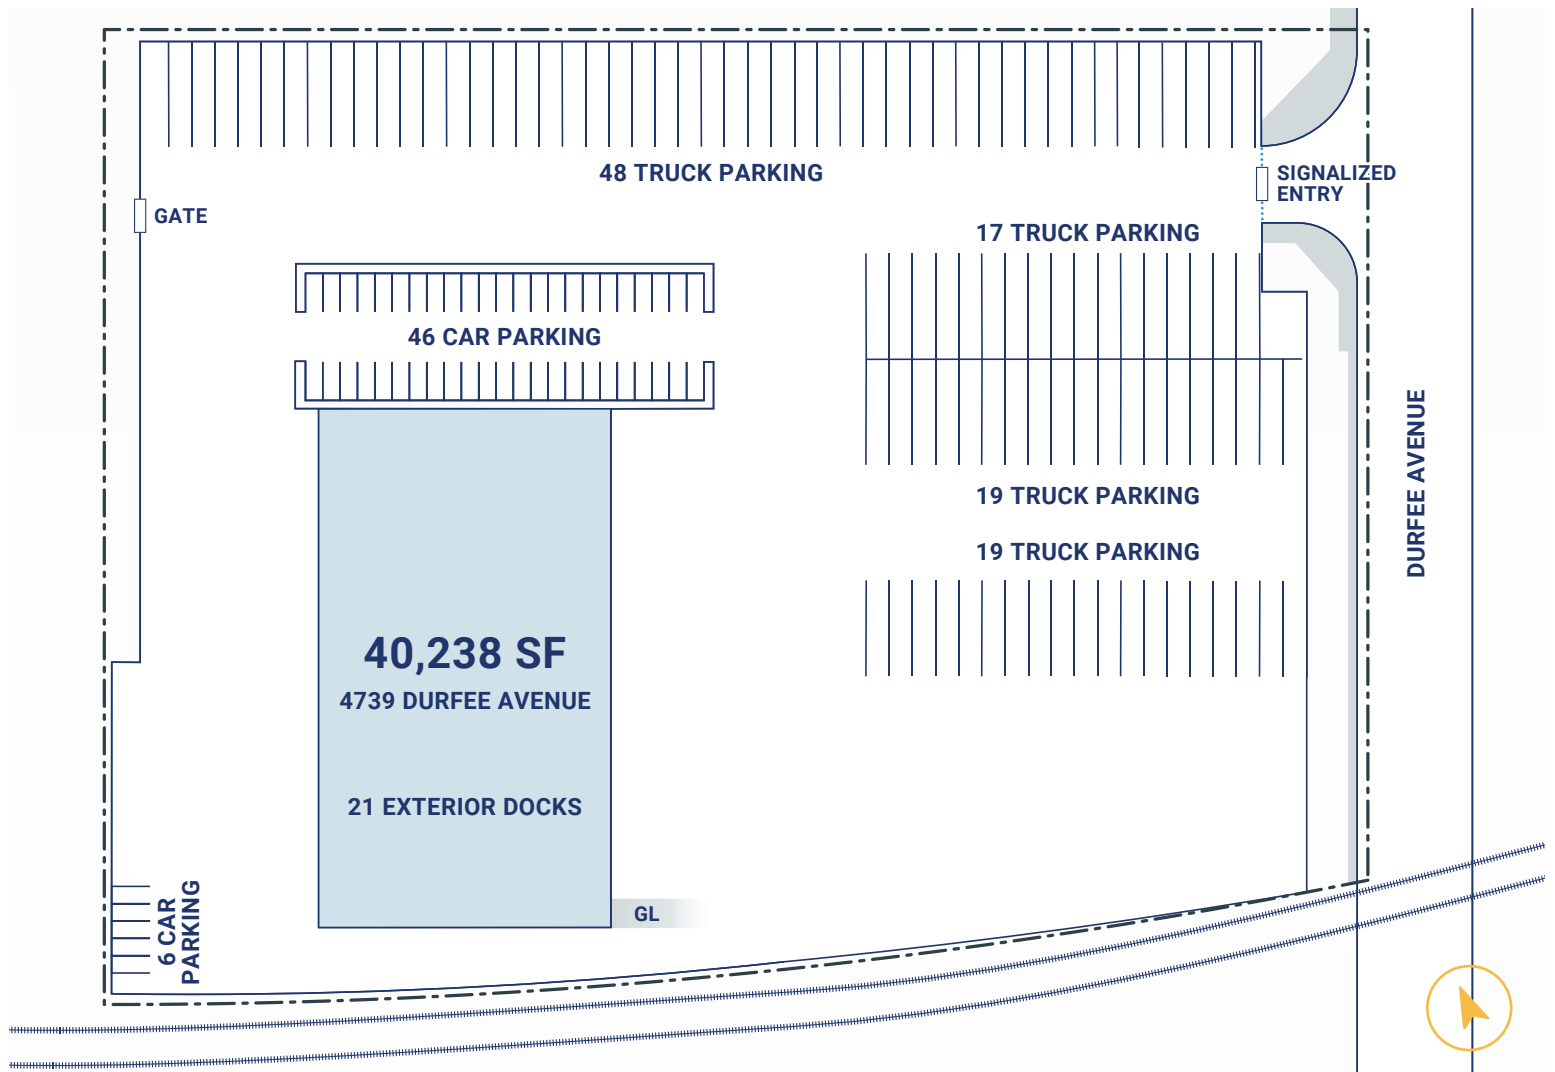 48 TRUCK PARKING
SIGNALIZED
ENTRY
GATE
17 TRUCK PARKING
46 CAR PARKING
DURFEE AVENUE
19 TRUCK PARKING
19 TRUCK PARKING
40,238 SF
4739 DURFEE AVENUE
21 EXTERIOR DOCKS
6 CAR
PARKING
GL